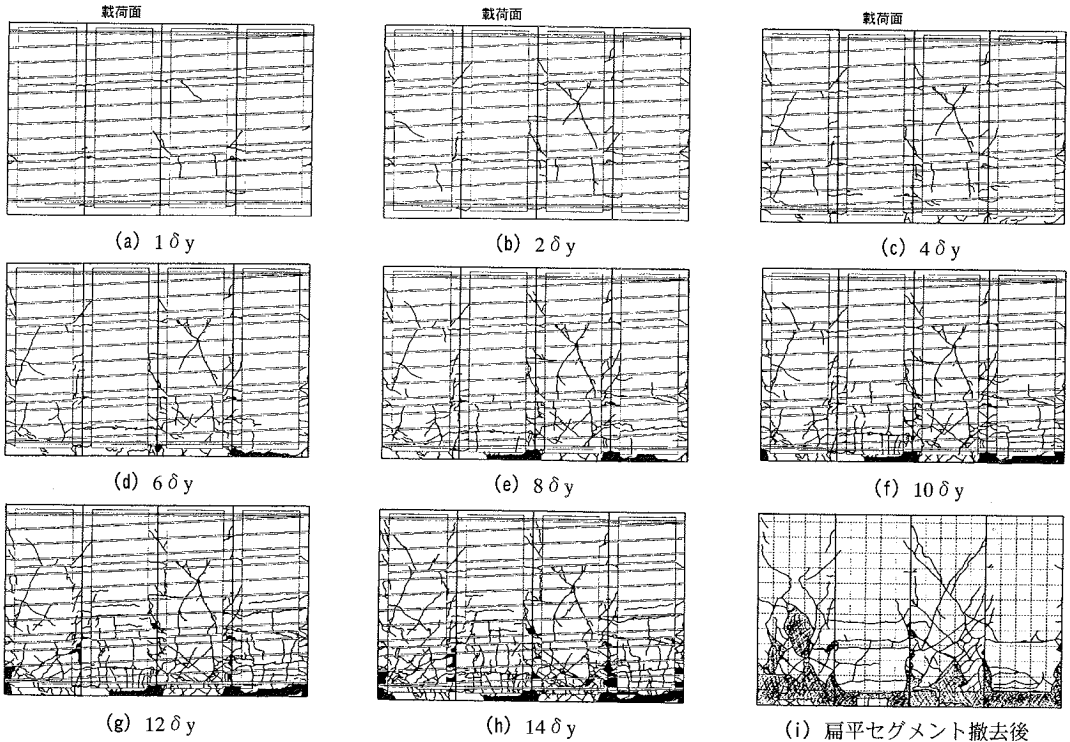 載荷面
載荷面
載荷面
(a) 1δy
(b) 2δy
(c) 4δy
(d) 6δy
(e) 8δy
(f) 10δy
(g) 12δy
(h) 14δy
(i) 扁平セグメント撤去後